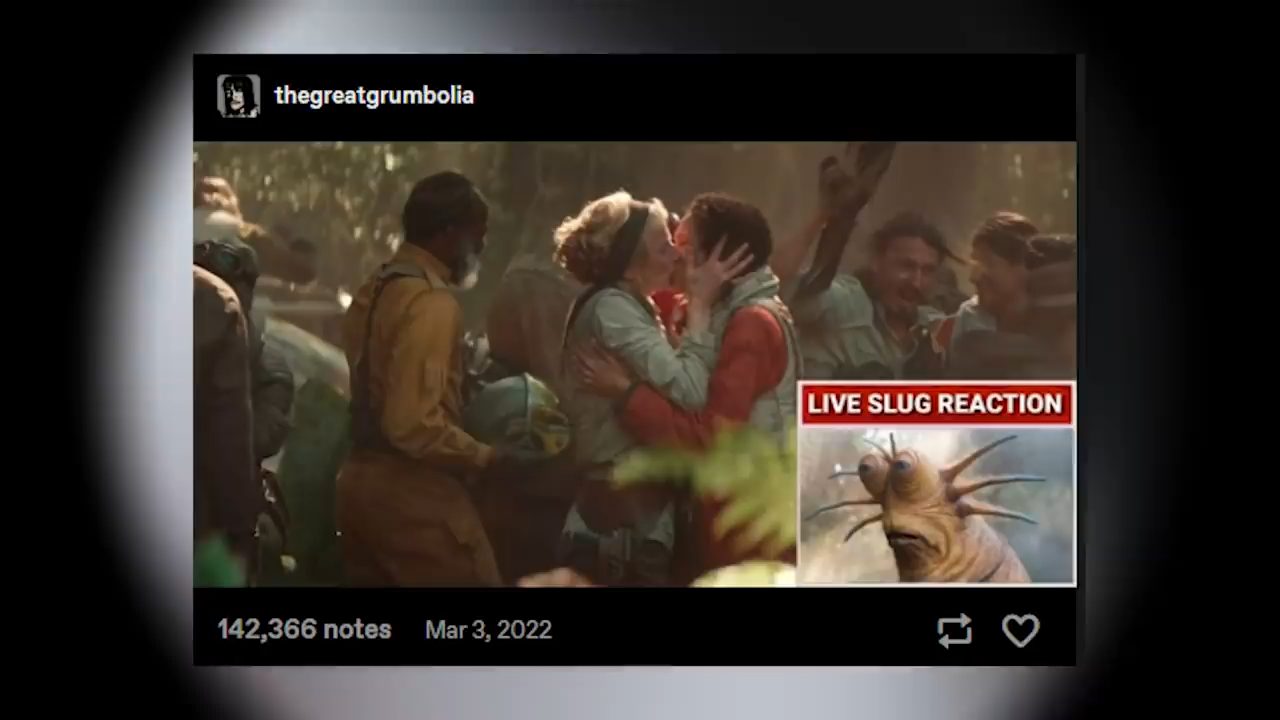 thegreatgrumbolia
LIVE SLUG REACTION
142,366 notes
Mar 3, 2022